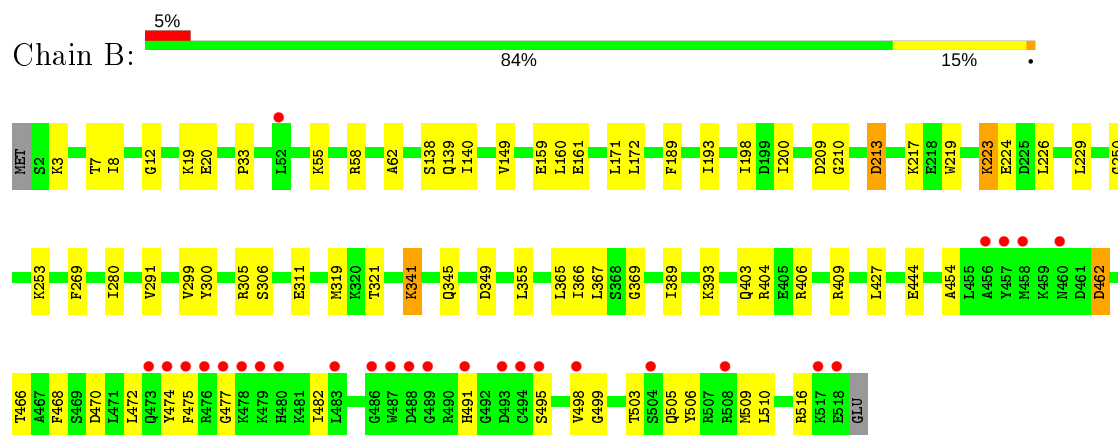 5%
Chain B:
84% 15% •
MET S2 K3 T7 I8 G12 K19 E20 P33 L52 K55 R58 A62 S138 Q139 I140 V149 E159 L160 E161 L171 L172 F189 I193 I198 D199 I200 D209 G210 D213 K217 E218 W219 K223 E224 D225 L226 L229 G250
K253 F269 I280 V291 V299 Y300 R305 S306 E311 M319 K320 T321 K341 Q345 D349 L355 L365 I366 L367 S368 G369 I389 K393 Q403 R404 E405 R406 R409 L427 E444 A454 L455 A456 Y457 M458 K459 N460 D461 D462
T466 A467 F468 S469 D470 L471 L472 Q473 Y474 F475 R476 G477 K478 K479 H480 K481 I482 L483 G486 W487 D488 G489 R490 H491 G492 D493 C494 S495 V498 G499 T503 S504 Q505 Y506 R507 R508 M509 L510 R516 K517 E518 GLU